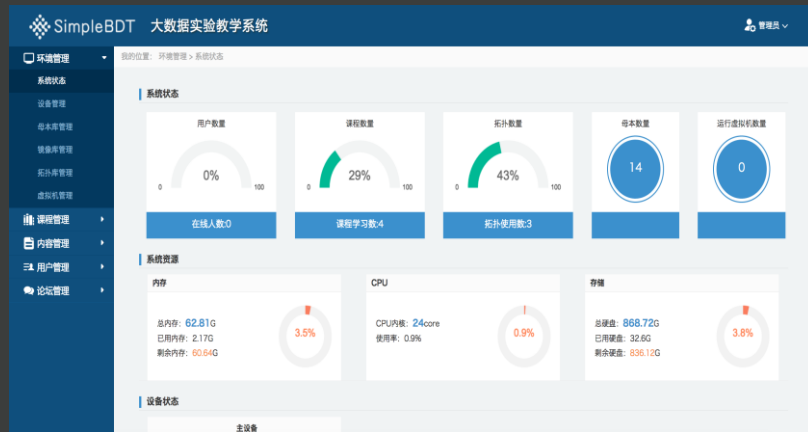 SimpleBDT 大数据实验教学系统
管理员
环境管理
系统状态
设备管理
母本库管理
镜像库管理
拓扑库管理
虚拟机管理
课程管理
内容管理
用户管理
论坛管理
我的位置: 环境管理 > 系统状态
系统状态
用户数量
0%
0 100
在线人数:0
课程数量
29%
0 100
课程学习数:4
拓扑数量
43%
0 100
拓扑使用数:3
母本数量
14
运行虚拟机数量
0
系统资源
内存
总内存: 62.81G
已用内存: 2.17G
剩余内存: 60.64G
3.5%
CPU
CPU内核: 24core
使用率: 0.9%
0.9%
存储
总硬盘: 868.72G
已用硬盘: 32.6G
剩余硬盘: 836.12G
3.8%
设备状态
主设备